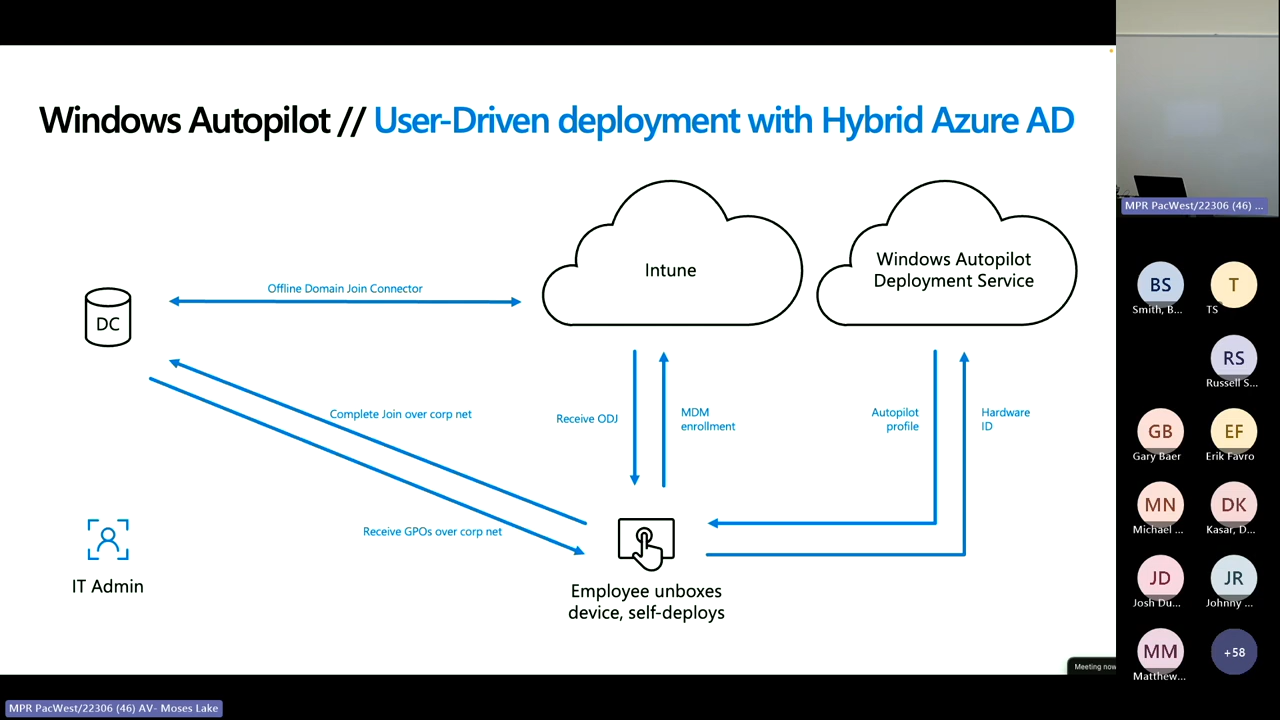 Windows Autopilot // User-Driven deployment with Hybrid Azure AD
Intune
Windows Autopilot
Deployment Service
Offline Domain Join Connector
DC
Complete Join over corp net
Receive ODJ
MDM
enrollment
Autopilot
profile
Hardware
ID
Receive GPOs over corp net
IT Admin
Employee unboxes
device, self-deploys
Meeting now
MPR PacWest/22306 (46) AV- Moses Lake
MPR PacWest/22306 (46) ...
BS
Smith, B...
T
TS
RS
Russell S...
GB
Gary Baer
EF
Erik Favro
MN
Michael ...
DK
Kasar, D...
JD
Josh Du...
JR
Johnny ...
MM
Matthew...
+58